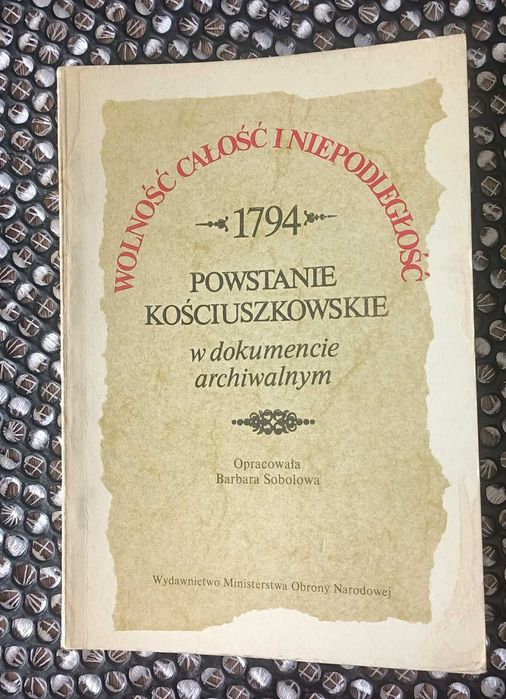 WOLNOŚĆ CAŁOŚĆ I NIEPODLEGŁOŚĆ
1794
POWSTANIE
KOŚCIUSZKOWSKIE
w dokumencie
archiwalnym
Opracowała
Barbara Sobolowa
Wydawnictwo Ministerstwa Obrony Narodowej